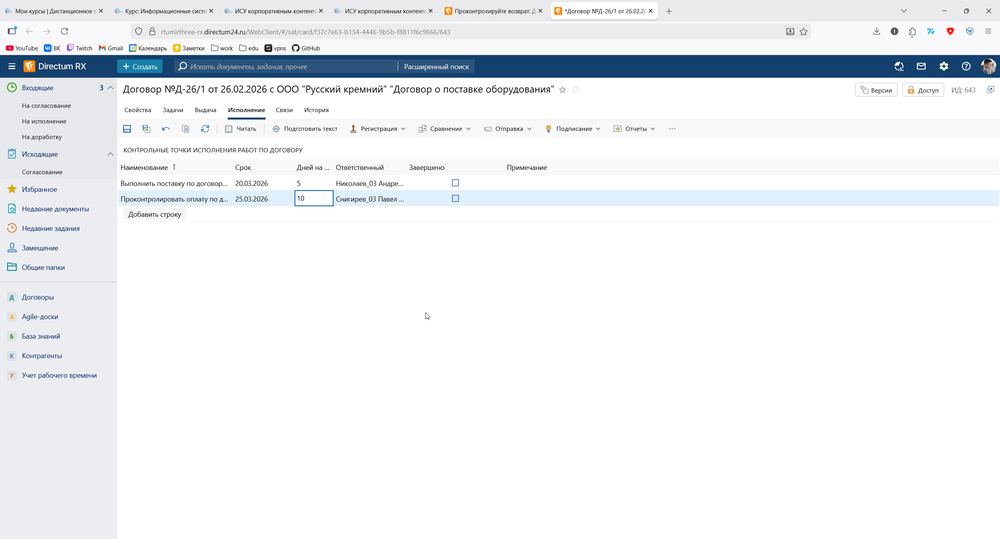 Мои курсы | Дистанционное о
Курс: Информационные систе
ИСУ корпоративным контентс
ИСУ корпоративным контентс
Проконтролируйте возврат: Д
*Договор №Д-26/1 от 26.02.20
rtumirthree-rx.directum24.ru/WebClient/#/sat/card/f37c7e63-b134-4446-9b5b-f8811f6c9666/643
YouTube
ВК
Twitch
Gmail
Календарь
Заметки
work
edu
vpns
GitHub
Directum RX
Создать
Искать документы, задания, прочее
Расширенный поиск
Входящие 3
На согласование
На исполнение
На доработку
Исходящие
Согласование
Избранное
Недавние документы
Недавние задания
Замещение
Общие папки
Д Договоры
А Agile-доски
Б База знаний
К Контрагенты
У Учет рабочего времени
Договор №Д-26/1 от 26.02.2026 с ООО "Русский кремний" "Договор о поставке оборудования"
Версии
Доступ
ИД: 643
Свойства Задачи Выдача Исполнение Связи История
Читать Подготовить текст Регистрация Сравнение Отправка Подписание Отчеты ...
КОНТРОЛЬНЫЕ ТОЧКИ ИСПОЛНЕНИЯ РАБОТ ПО ДОГОВОРУ
Наименование Срок Дней на ... Ответственный Завершено Примечание
Выполнить поставку по договор... 20.03.2026 5 Николаев_03 Андре...
Проконтролировать оплату по д... 25.03.2026 10 Снигирев_03 Павел ...
Добавить строку